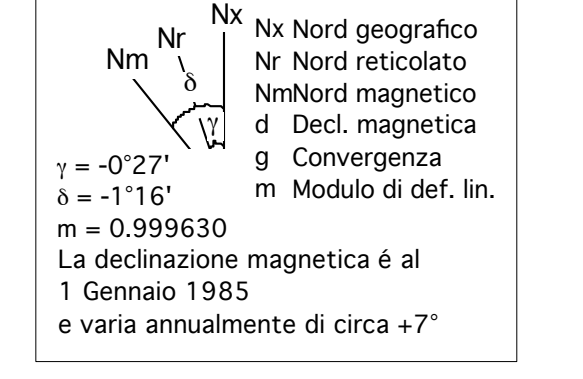 Nx
Nr
Nm
δ
γ
Nx Nord geografico
Nr Nord reticolato
NmNord magnetico
d Decl. magnetica
g Convergenza
m Modulo di def. lin.
γ = -0°27'
δ = -1°16'
m = 0.999630
La declinazione magnetica é al
1 Gennaio 1985
e varia annualmente di circa +7°